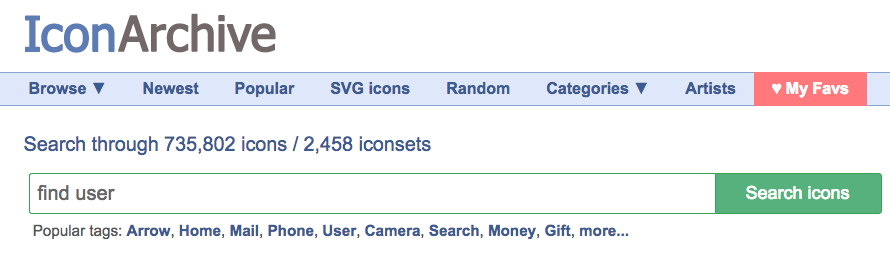 IconArchive
Browse ▼ Newest Popular SVG icons Random Categories ▼ Artists ♥ My Favs
Search through 735,802 icons / 2,458 iconsets
find user Search icons
Popular tags: Arrow, Home, Mail, Phone, User, Camera, Search, Money, Gift, more...